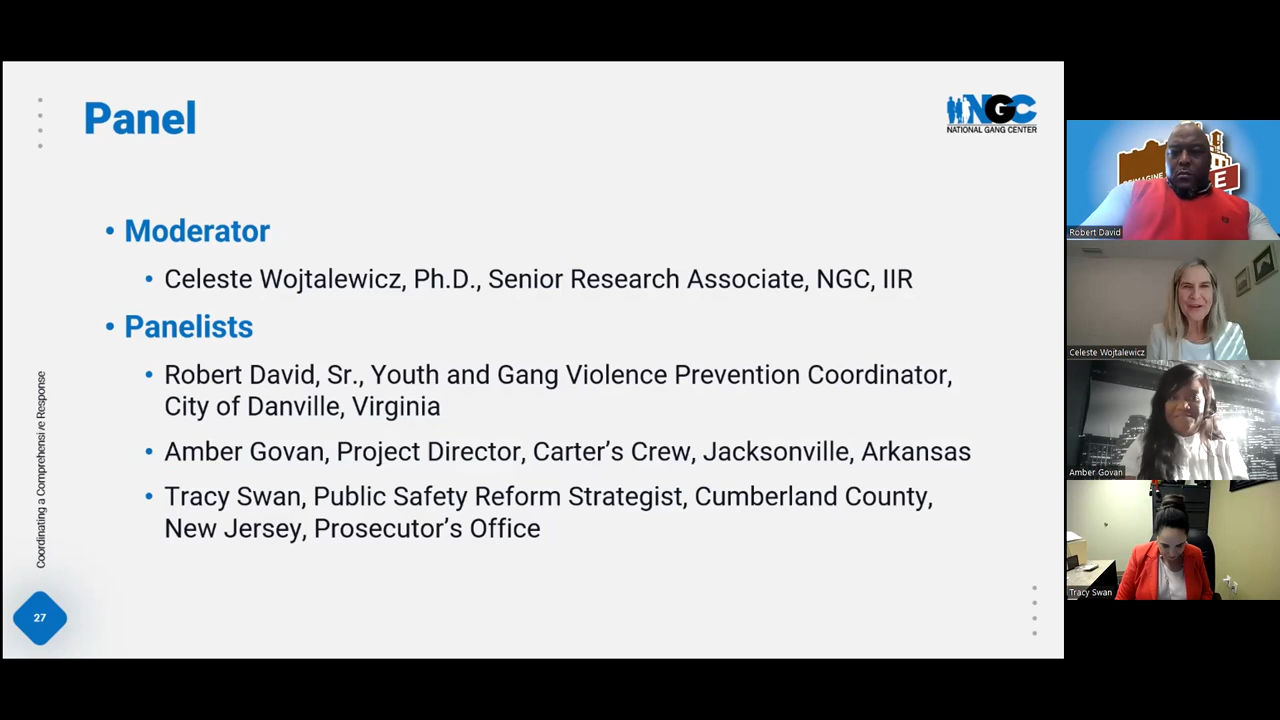 Panel
NGC
NATIONAL GANG CENTER
• Moderator
• Celeste Wojtalewicz, Ph.D., Senior Research Associate, NGC, IIR
• Panelists
• Robert David, Sr., Youth and Gang Violence Prevention Coordinator,
City of Danville, Virginia
• Amber Govan, Project Director, Carter's Crew, Jacksonville, Arkansas
• Tracy Swan, Public Safety Reform Strategist, Cumberland County,
New Jersey, Prosecutor's Office
Coordinating a Comprehensive Response
27
REIMAGINE
E
Robert David
Celeste Wojtalewicz
Amber Govan
Tracy Swan